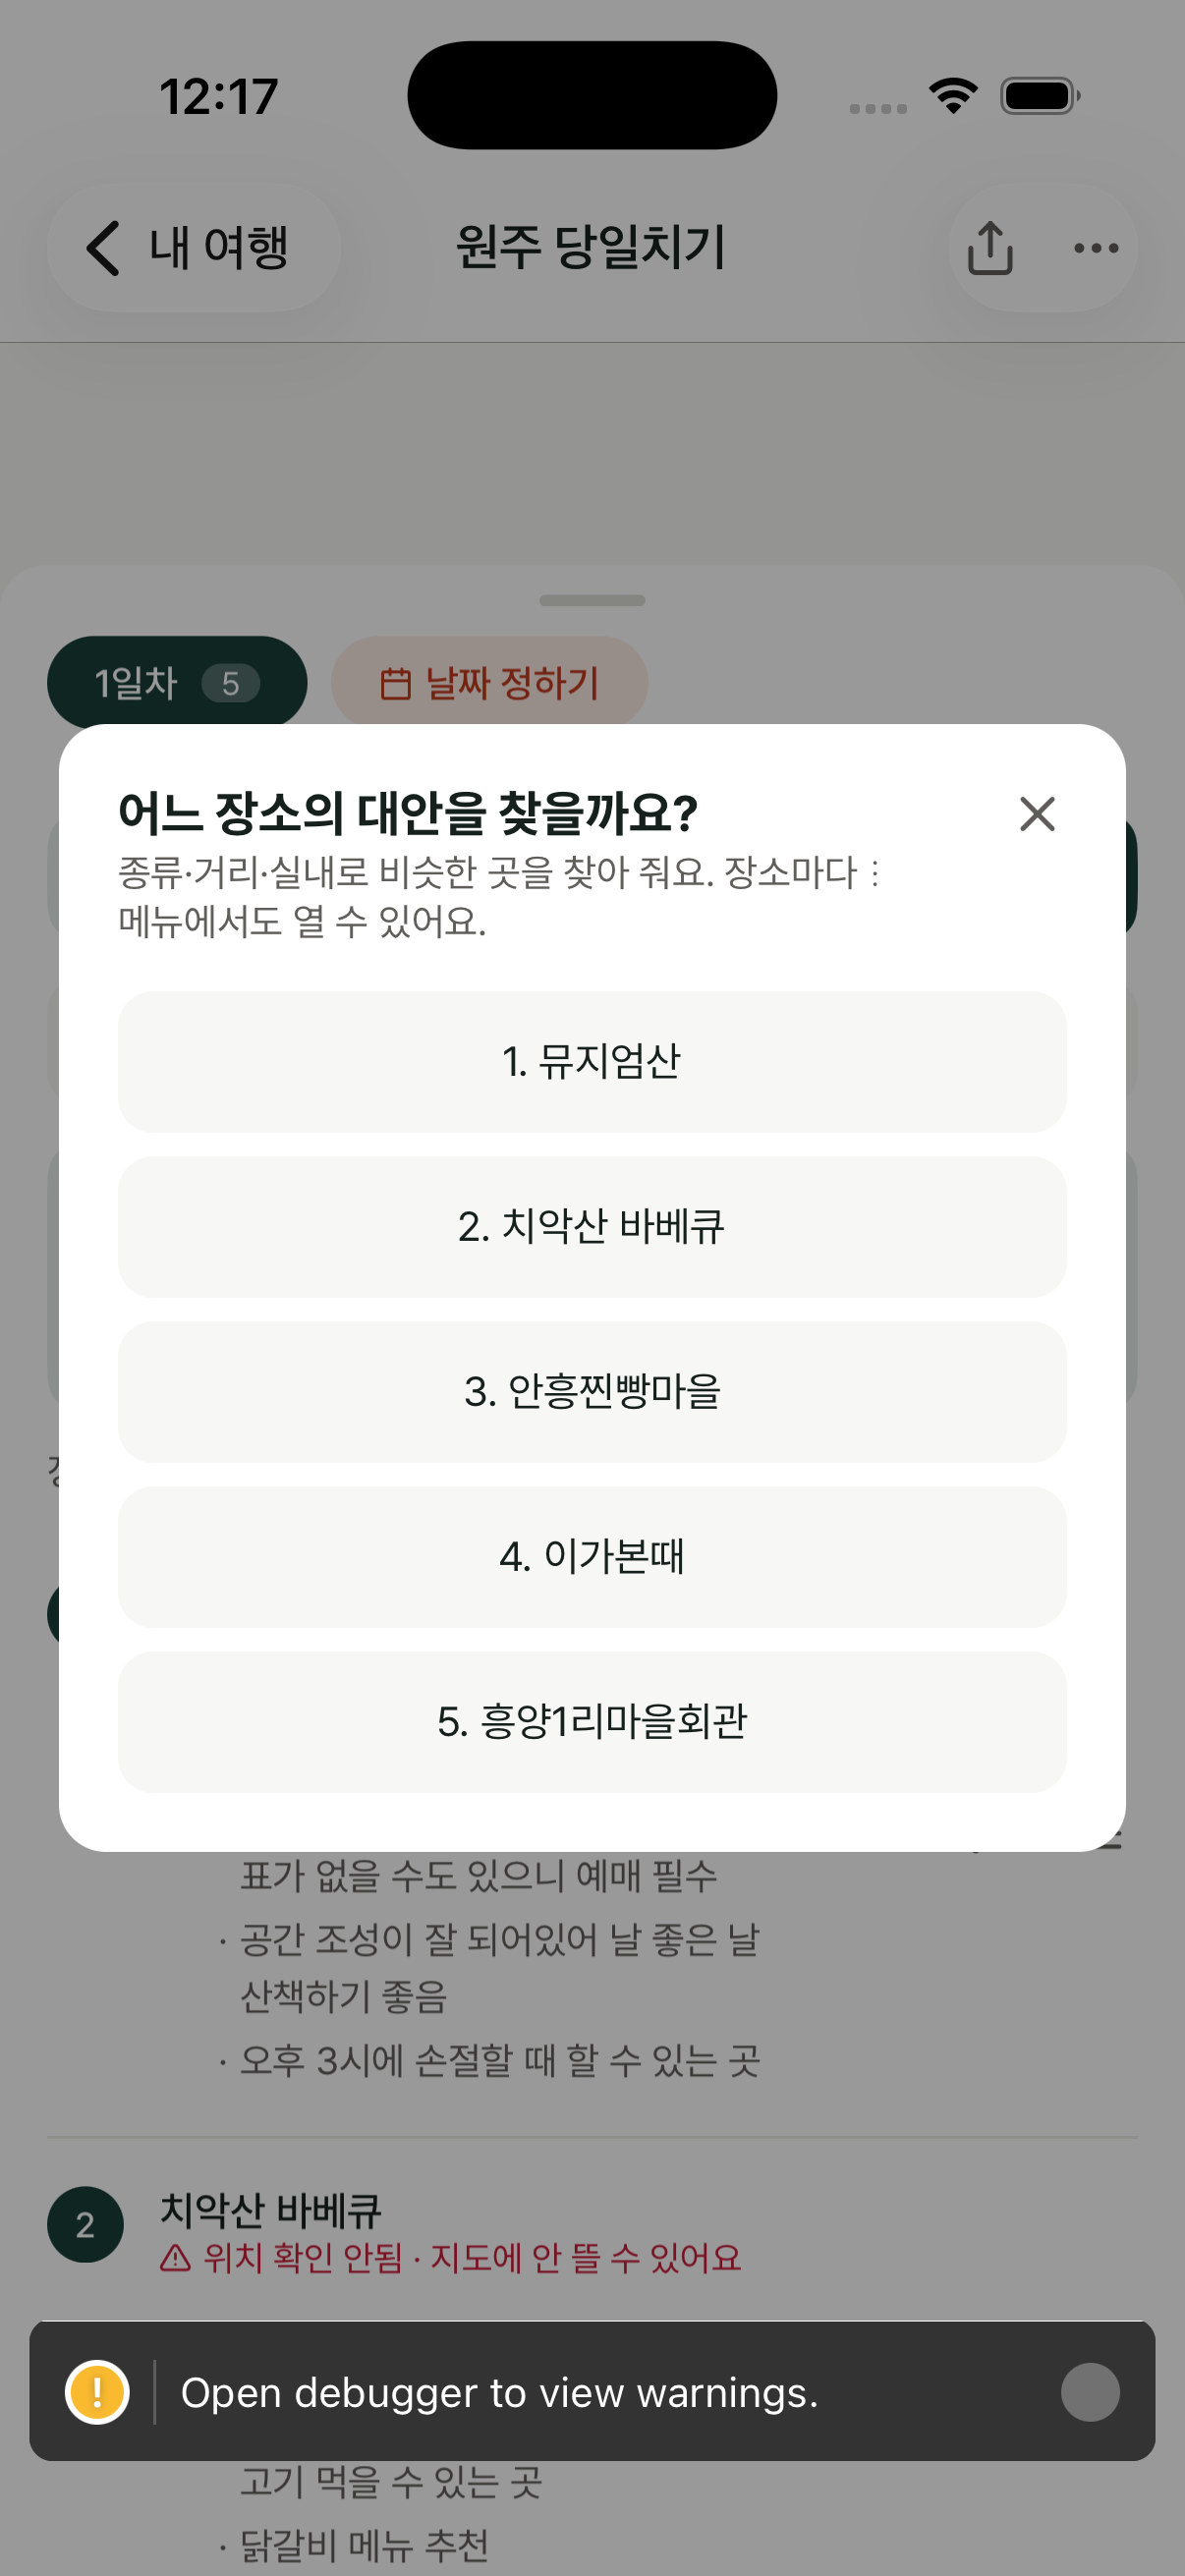 12:17
내 여행
원주 당일치기
1일차 5
날짜 정하기
어느 장소의 대안을 찾을까요?
종류·거리·실내로 비슷한 곳을 찾아 줘요. 장소마다 ⋮
메뉴에서도 열 수 있어요.
1. 뮤지엄산
2. 치악산 바베큐
3. 안흥찐빵마을
4. 이가본때
5. 흥양1리마을회관
표가 없을 수도 있으니 예매 필수
· 공간 조성이 잘 되어있어 날 좋은 날
산책하기 좋음
· 오후 3시에 손절할 때 할 수 있는 곳
2
치악산 바베큐
위치 확인 안됨 · 지도에 안 뜰 수 있어요
! Open debugger to view warnings.
고기 먹을 수 있는 곳
· 닭갈비 메뉴 추천